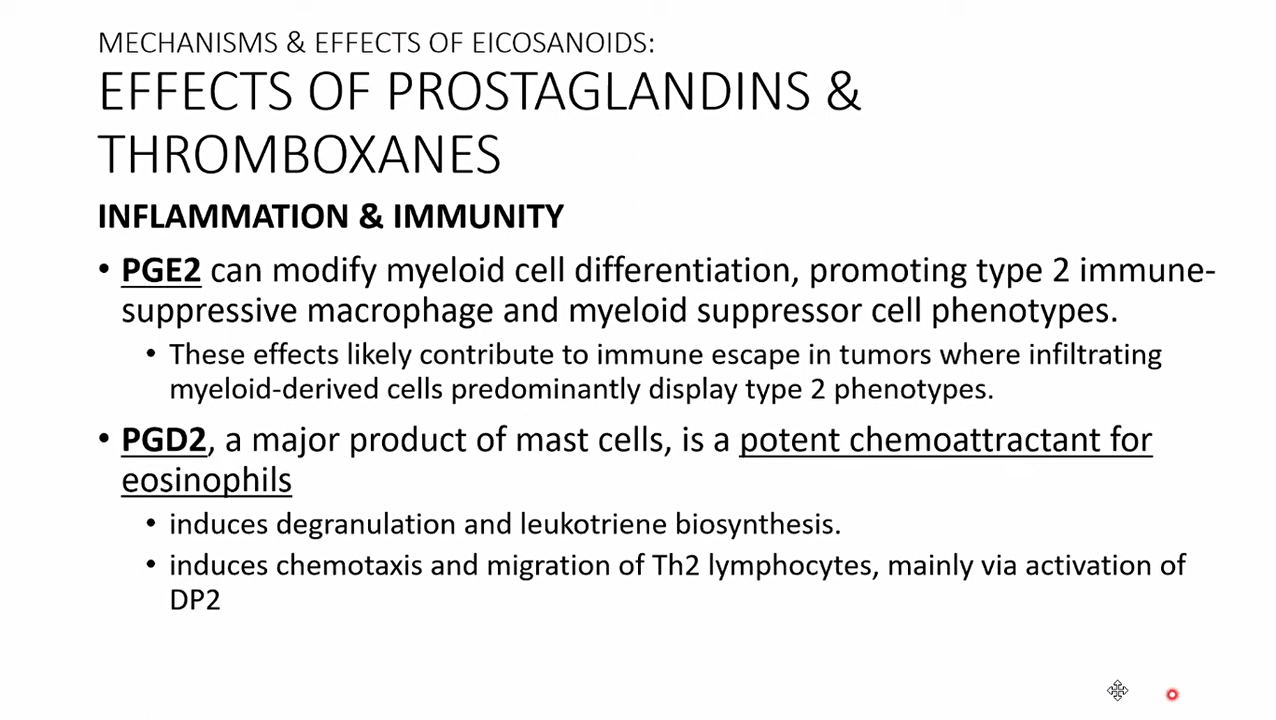 MECHANISMS & EFFECTS OF EICOSANOIDS:
EFFECTS OF PROSTAGLANDINS &
THROMBOXANES
INFLAMMATION & IMMUNITY
• PGE2 can modify myeloid cell differentiation, promoting type 2 immune-
suppressive macrophage and myeloid suppressor cell phenotypes.
• These effects likely contribute to immune escape in tumors where infiltrating
myeloid-derived cells predominantly display type 2 phenotypes.
• PGD2, a major product of mast cells, is a potent chemoattractant for
eosinophils
• induces degranulation and leukotriene biosynthesis.
• induces chemotaxis and migration of Th2 lymphocytes, mainly via activation of
DP2